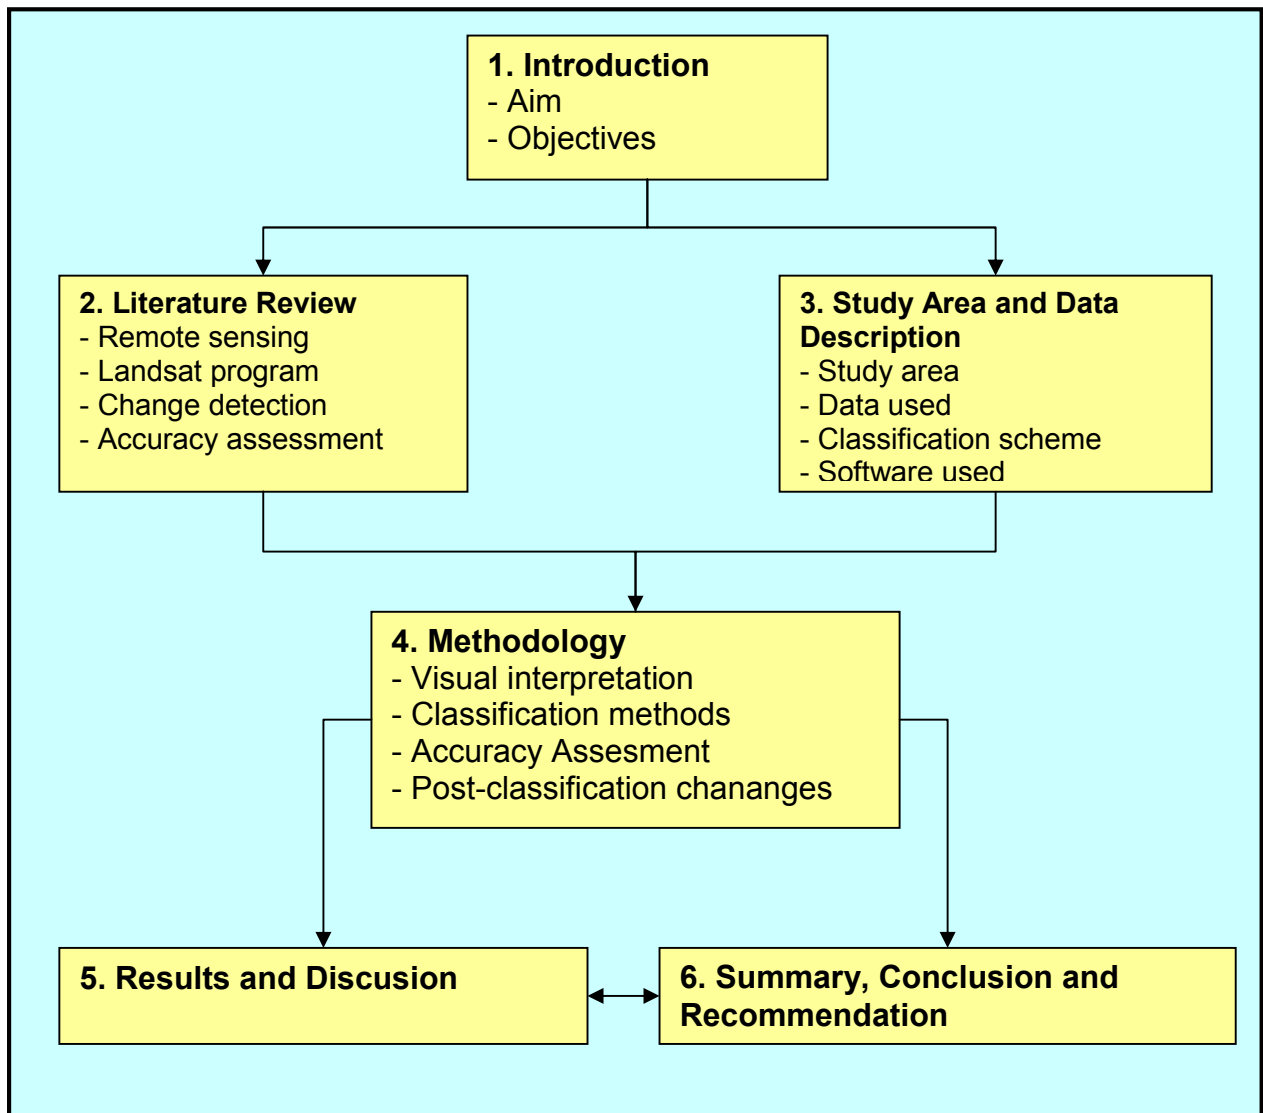 1. Introduction
- Aim
- Objectives
2. Literature Review
- Remote sensing
- Landsat program
- Change detection
- Accuracy assessment
3. Study Area and Data
Description
- Study area
- Data used
- Classification scheme
- Software used
4. Methodology
- Visual interpretation
- Classification methods
- Accuracy Assesment
- Post-classification chananges
5. Results and Discusion
6. Summary, Conclusion and
Recommendation